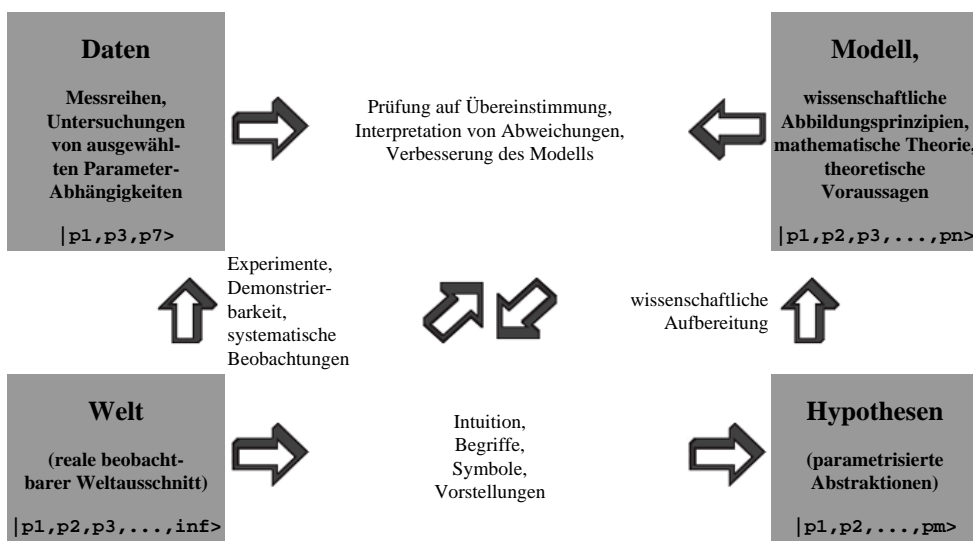 Daten
Messreihen,
Untersuchungen
von ausgewähl-
ten Parameter-
Abhängigkeiten
|p1,p3,p7>
Prüfung auf Übereinstimmung,
Interpretation von Abweichungen,
Verbesserung des Modells
Modell,
wissenschaftliche
Abbildungsprinzipien,
mathematische Theorie,
theoretische
Voraussagen
|p1,p2,p3,...,pn>
Experimente,
Demonstrier-
barkeit,
systematische
Beobachtungen
wissenschaftliche
Aufbereitung
Welt
(reale beobacht-
barer Weltausschnitt)
|p1,p2,p3,...,inf>
Intuition,
Begriffe,
Symbole,
Vorstellungen
Hypothesen
(parametrisierte
Abstraktionen)
|p1,p2,...,pm>